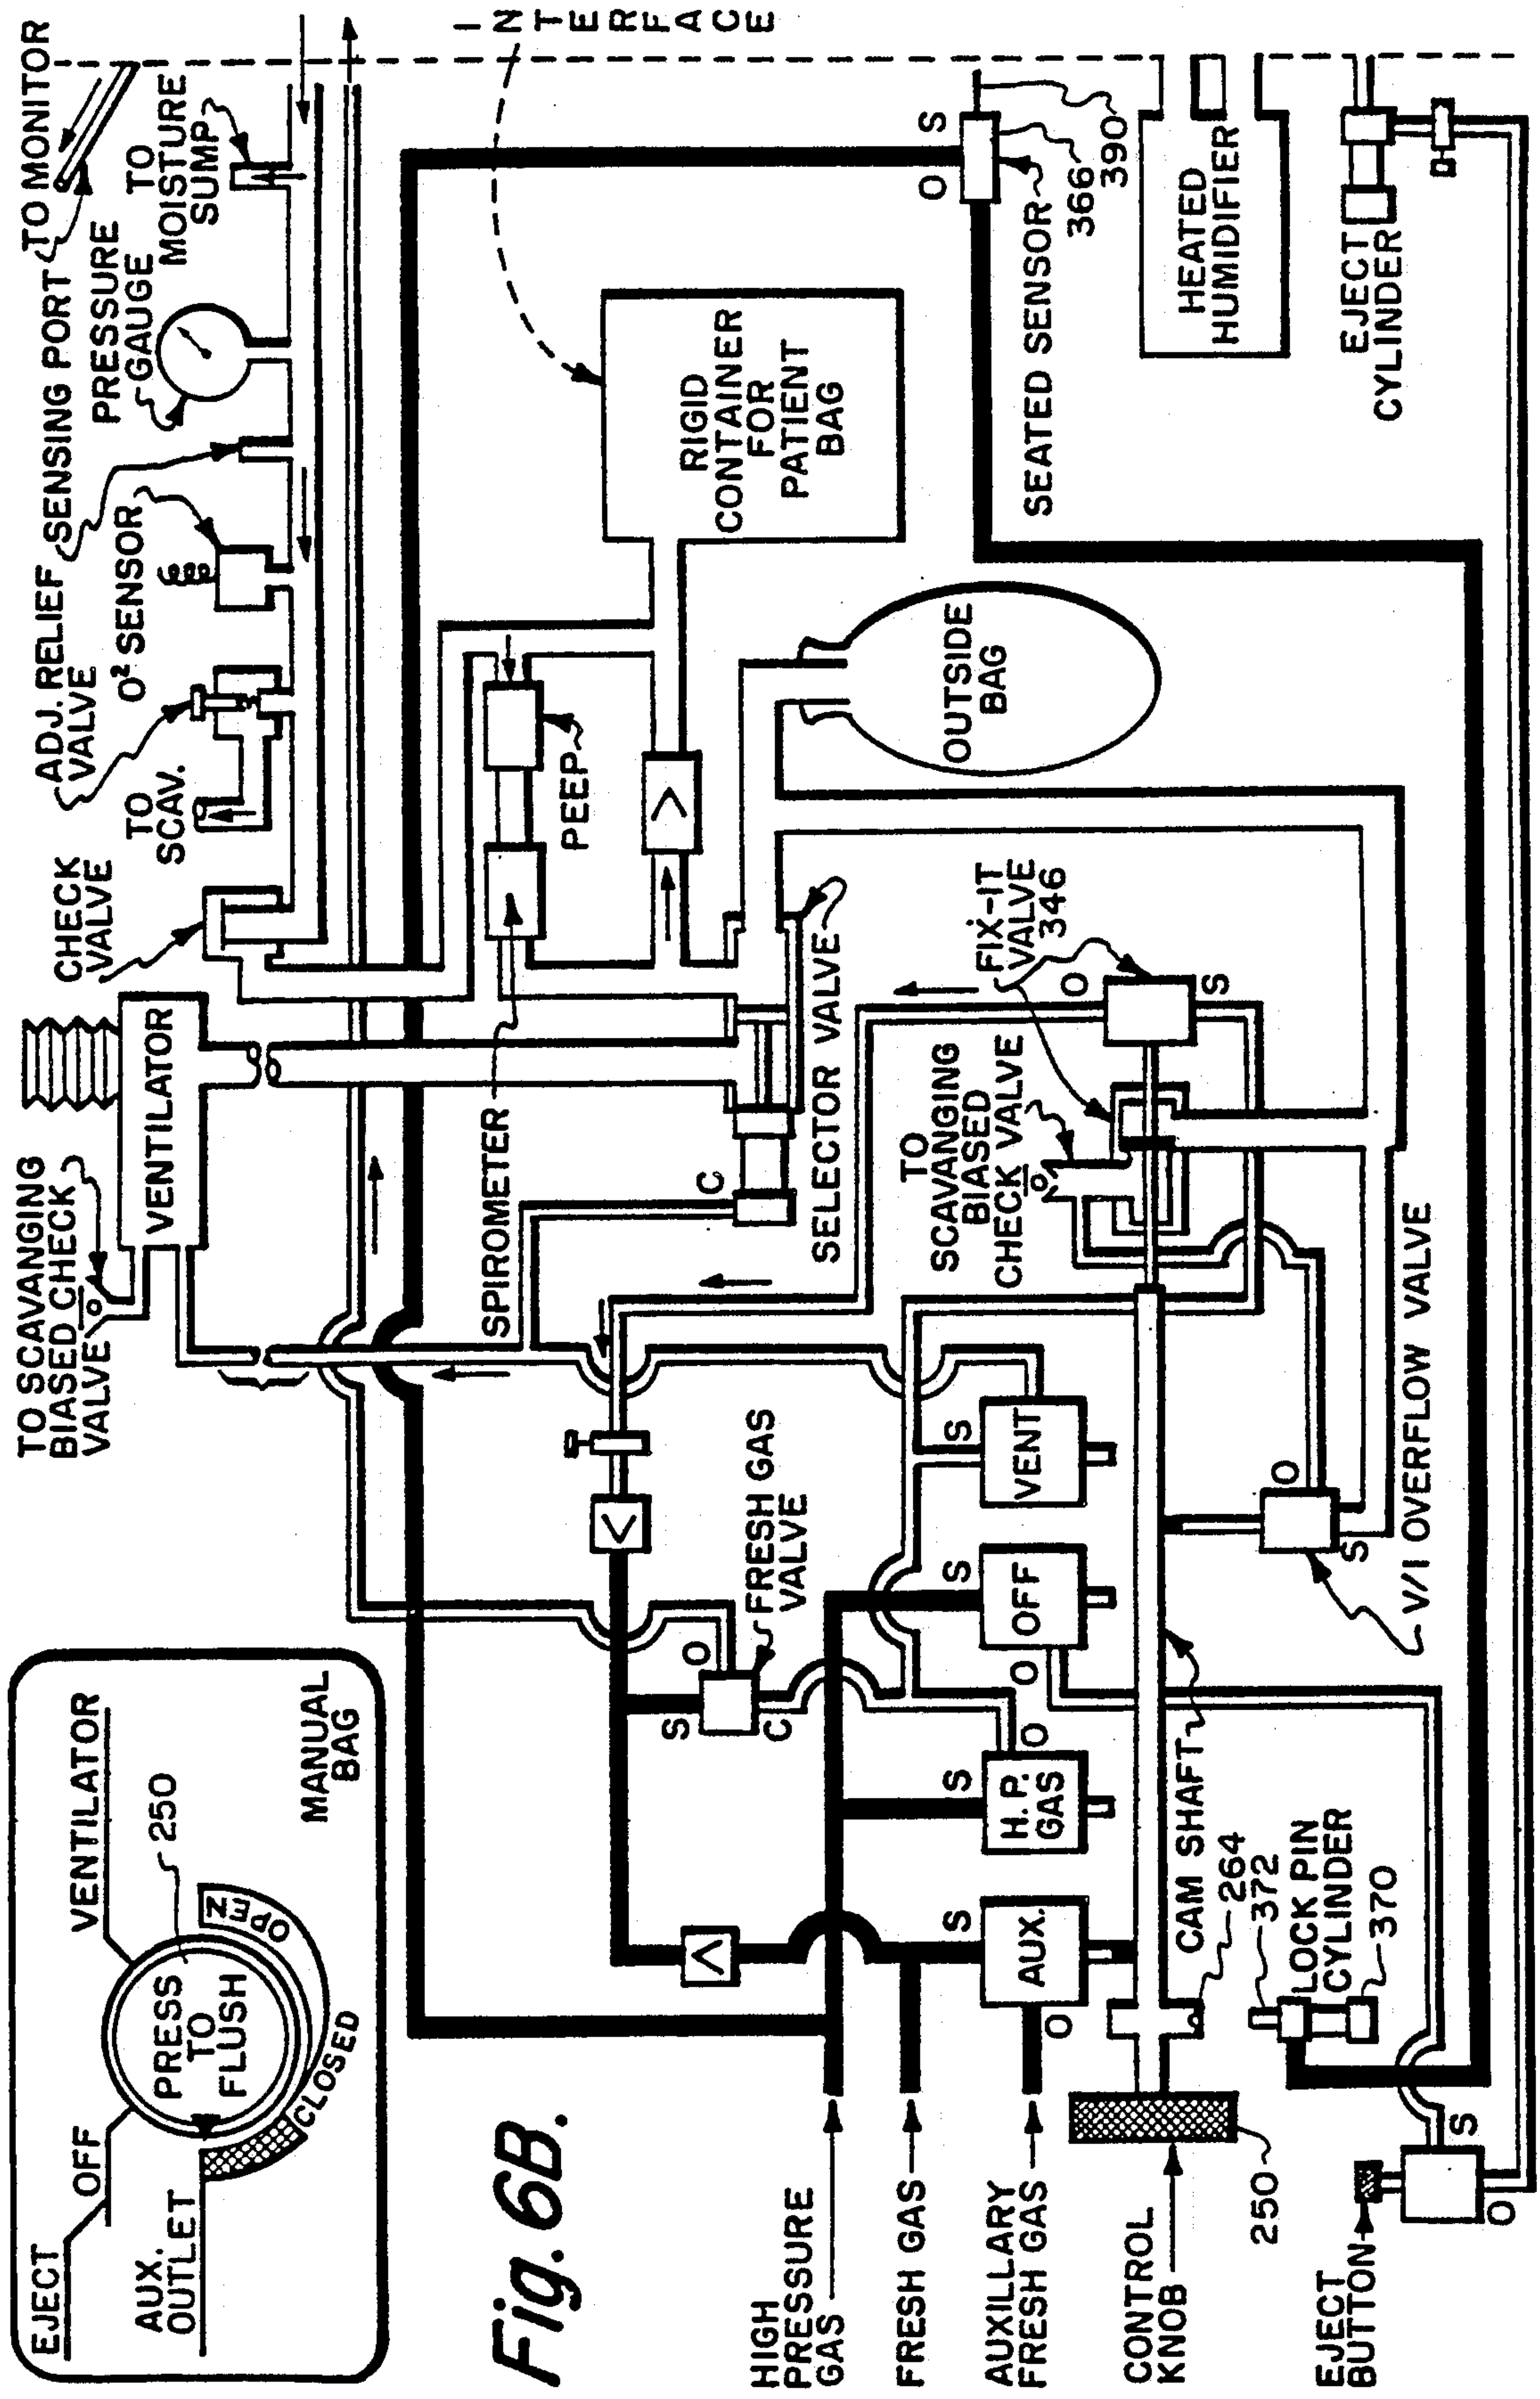 EJECT
OFF
VENTILATOR
250
PRESS
TO
FLUSH
OPEN
CLOSED
AUX.
OUTLET
MANUAL
BAG
Fig. 6B.
TO SCAVANGING
BIASED CHECK
VALVE
VENTILATOR
CHECK
VALVE
TO
SCAV.
ADJ. RELIEF
VALVE
O² SENSOR
SENSING PORT
PRESSURE
GAUGE
TO MONITOR
TO
MOISTURE
SUMP
INTERFACE
SPIROMETER
PEEP
RIGID
CONTAINER
FOR
PATIENT
BAG
C
SELECTOR VALVE
OUTSIDE
BAG
FRESH GAS
VALVE
S
O
C
HIGH
PRESSURE
GAS
FRESH GAS
AUXILLARY
FRESH GAS
S
AUX.
O
S
H.P.
GAS
O
S
OFF
O
S
VENT
TO
SCAVANGING
BIASED
CHECK VALVE
FIX-IT
VALVE
346
O
S
O
S
SEATED SENSOR
366
390
HEATED
HUMIDIFIER
EJECT
CYLINDER
CONTROL
KNOB
250
CAM SHAFT
264
372
LOCK PIN
CYLINDER
370
O
S
V/I OVERFLOW VALVE
EJECT
BUTTON
S
O